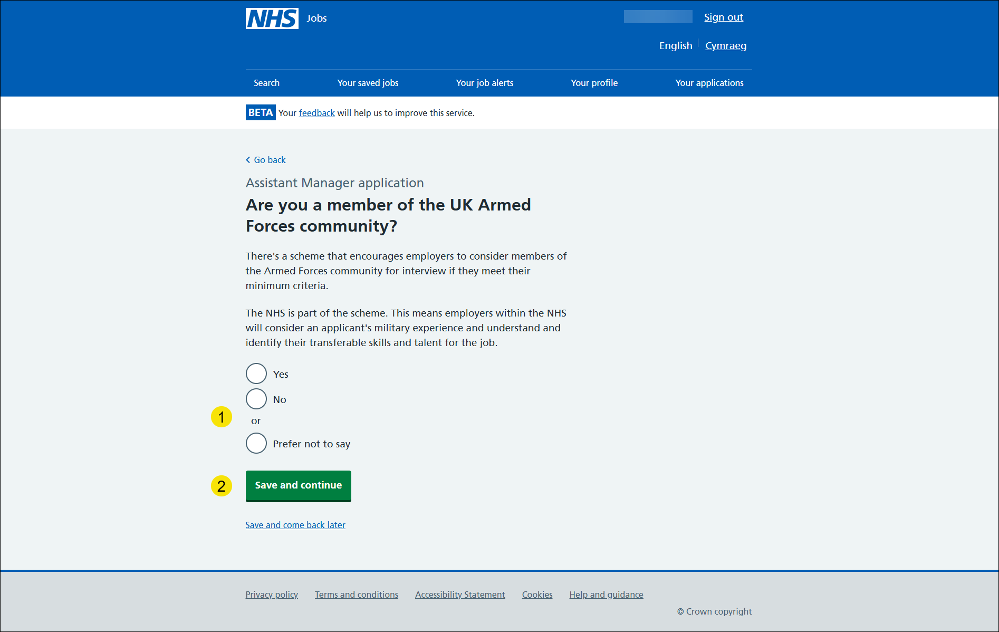 NHS Jobs
Sign out
English Cymraeg
Search Your saved jobs Your job alerts Your profile Your applications
BETA Your feedback will help us to improve this service.
Go back
Assistant Manager application
Are you a member of the UK Armed
Forces community?
There's a scheme that encourages employers to consider members of
the Armed Forces community for interview if they meet their
minimum criteria.
The NHS is part of the scheme. This means employers within the NHS
will consider an applicant's military experience and understand and
identify their transferable skills and talent for the job.
Yes
No
1
or
Prefer not to say
2 Save and continue
Save and come back later
Privacy policy Terms and conditions Accessibility Statement Cookies Help and guidance
© Crown copyright